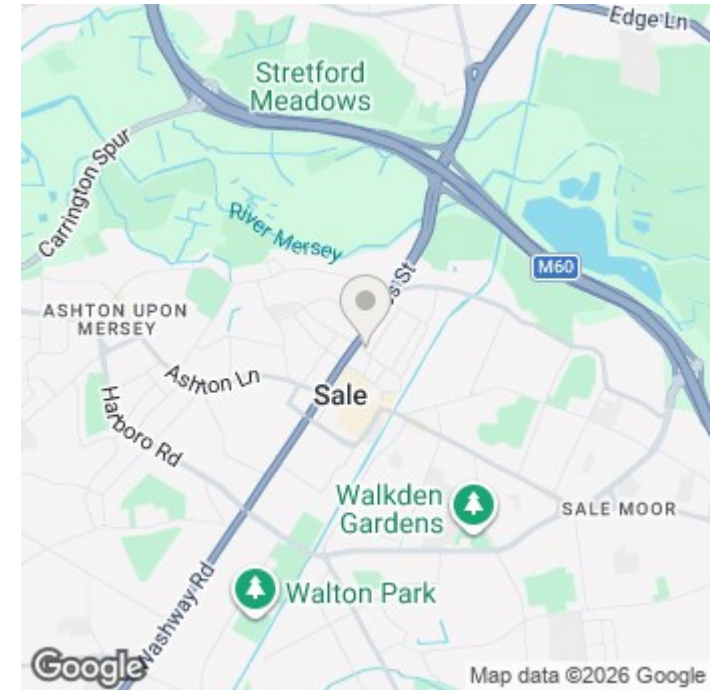 Edge Ln
Stretford
Meadows
Carrington Spur
River Mersey
M60
ASHTON UPON
MERSEY
Ashton Ln
Sale
Harboro Rd
Walkden
Gardens
SALE MOOR
Walton Park
Washway Rd
Google
Map data ©2026 Google